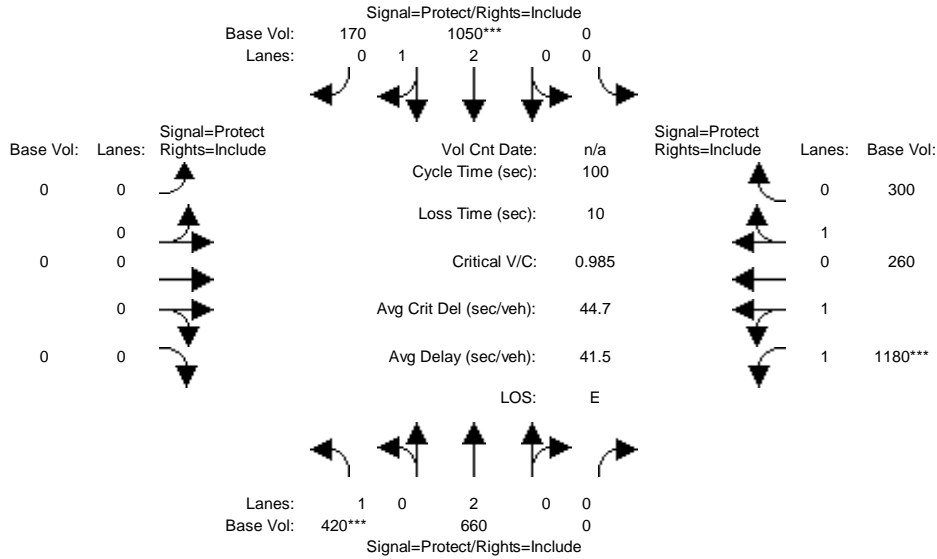 Signal=Protect/Rights=Include
Base Vol: 170 1050*** 0
Lanes: 0 1 2 0 0
Signal=Protect
Base Vol: Lanes: Rights=Include
Vol Cnt Date: n/a
Signal=Protect
Rights=Include Lanes: Base Vol:
Cycle Time (sec): 100
0 0 0 300
Loss Time (sec): 10
0 1
0 0 Critical V/C: 0.985 0 260
0 Avg Crit Del (sec/veh): 44.7 1
0 0 Avg Delay (sec/veh): 41.5 1 1180***
LOS: E
Lanes: 1 0 2 0 0
Base Vol: 420*** 660 0
Signal=Protect/Rights=Include